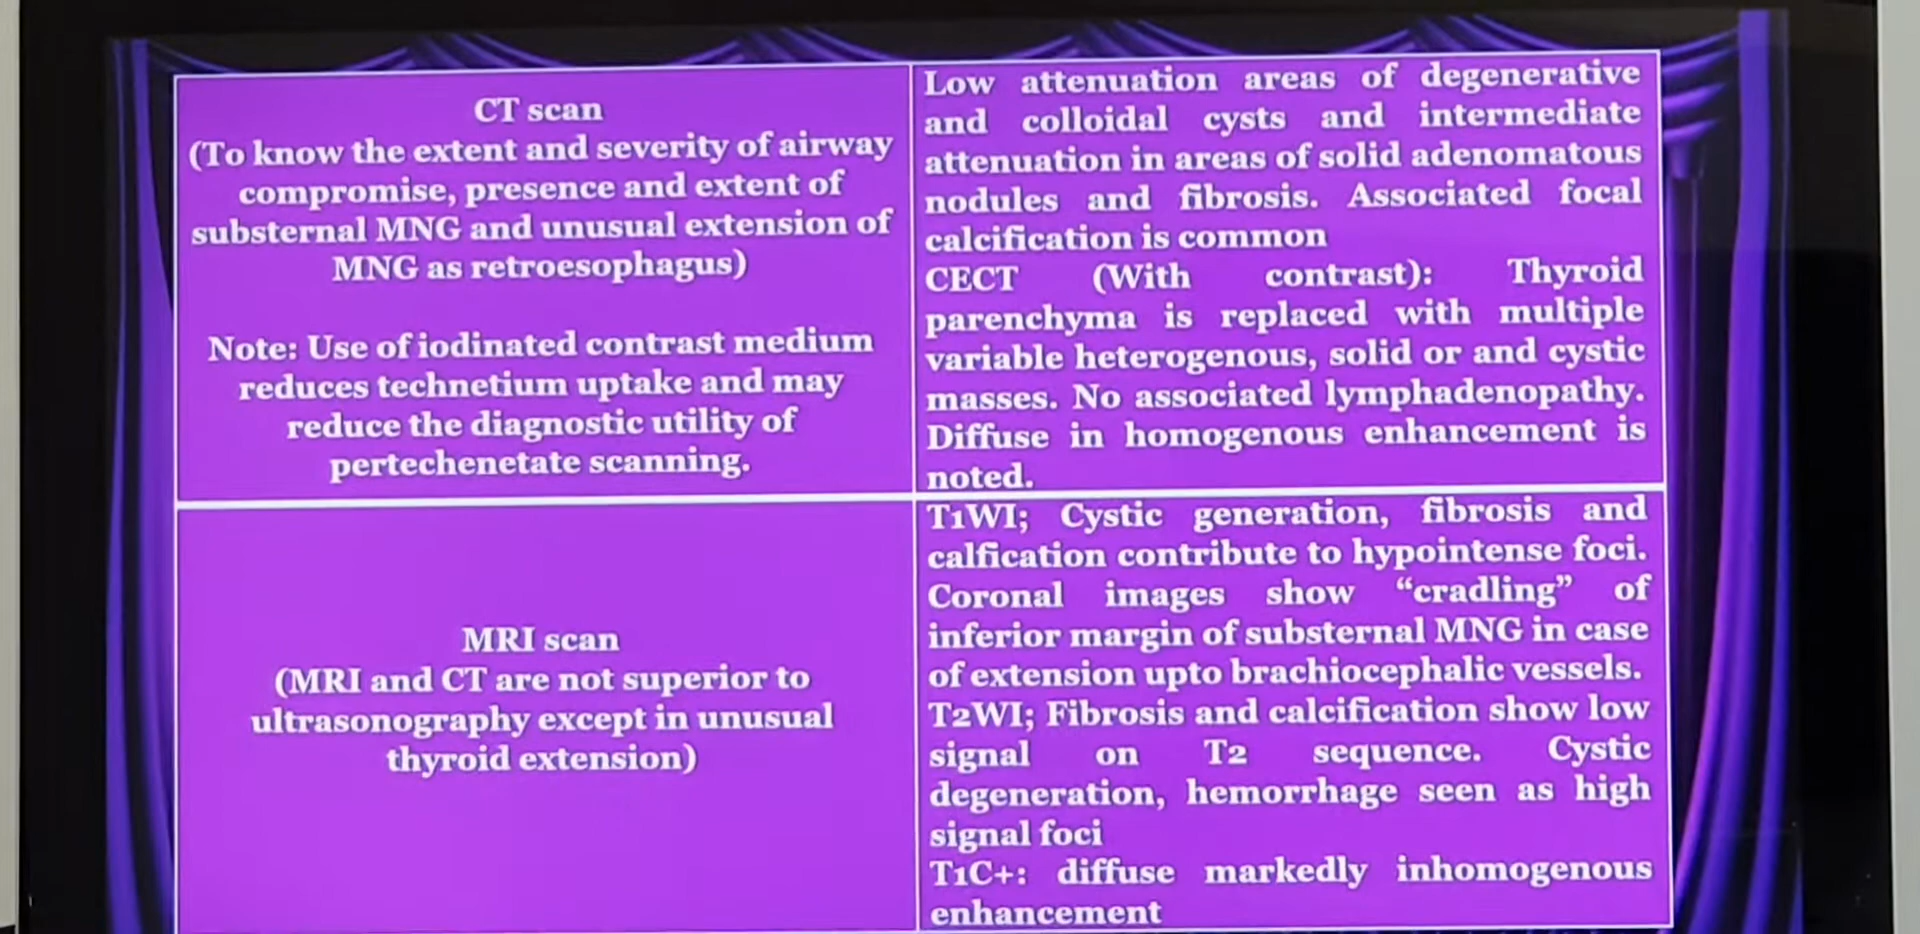 CT scan
(To know the extent and severity of airway
compromise, presence and extent of
substernal MNG and unusual extension of
MNG as retroesophagus)
Note: Use of iodinated contrast medium
reduces technetium uptake and may
reduce the diagnostic utility of
pertechenetate scanning.
Low attenuation areas of degenerative
and colloidal cysts and intermediate
attenuation in areas of solid adenomatous
nodules and fibrosis. Associated focal
calcification is common
CECT (With contrast): Thyroid
parenchyma is replaced with multiple
variable heterogenous, solid or and cystic
masses. No associated lymphadenopathy.
Diffuse in homogenous enhancement is
noted.
MRI scan
(MRI and CT are not superior to
ultrasonography except in unusual
thyroid extension)
T1WI; Cystic generation, fibrosis and
calfication contribute to hypointense foci.
Coronal images show “cradling” of
inferior margin of substernal MNG in case
of extension upto brachiocephalic vessels.
T2WI; Fibrosis and calcification show low
signal on T2 sequence. Cystic
degeneration, hemorrhage seen as high
signal foci
T1C+: diffuse markedly inhomogenous
enhancement